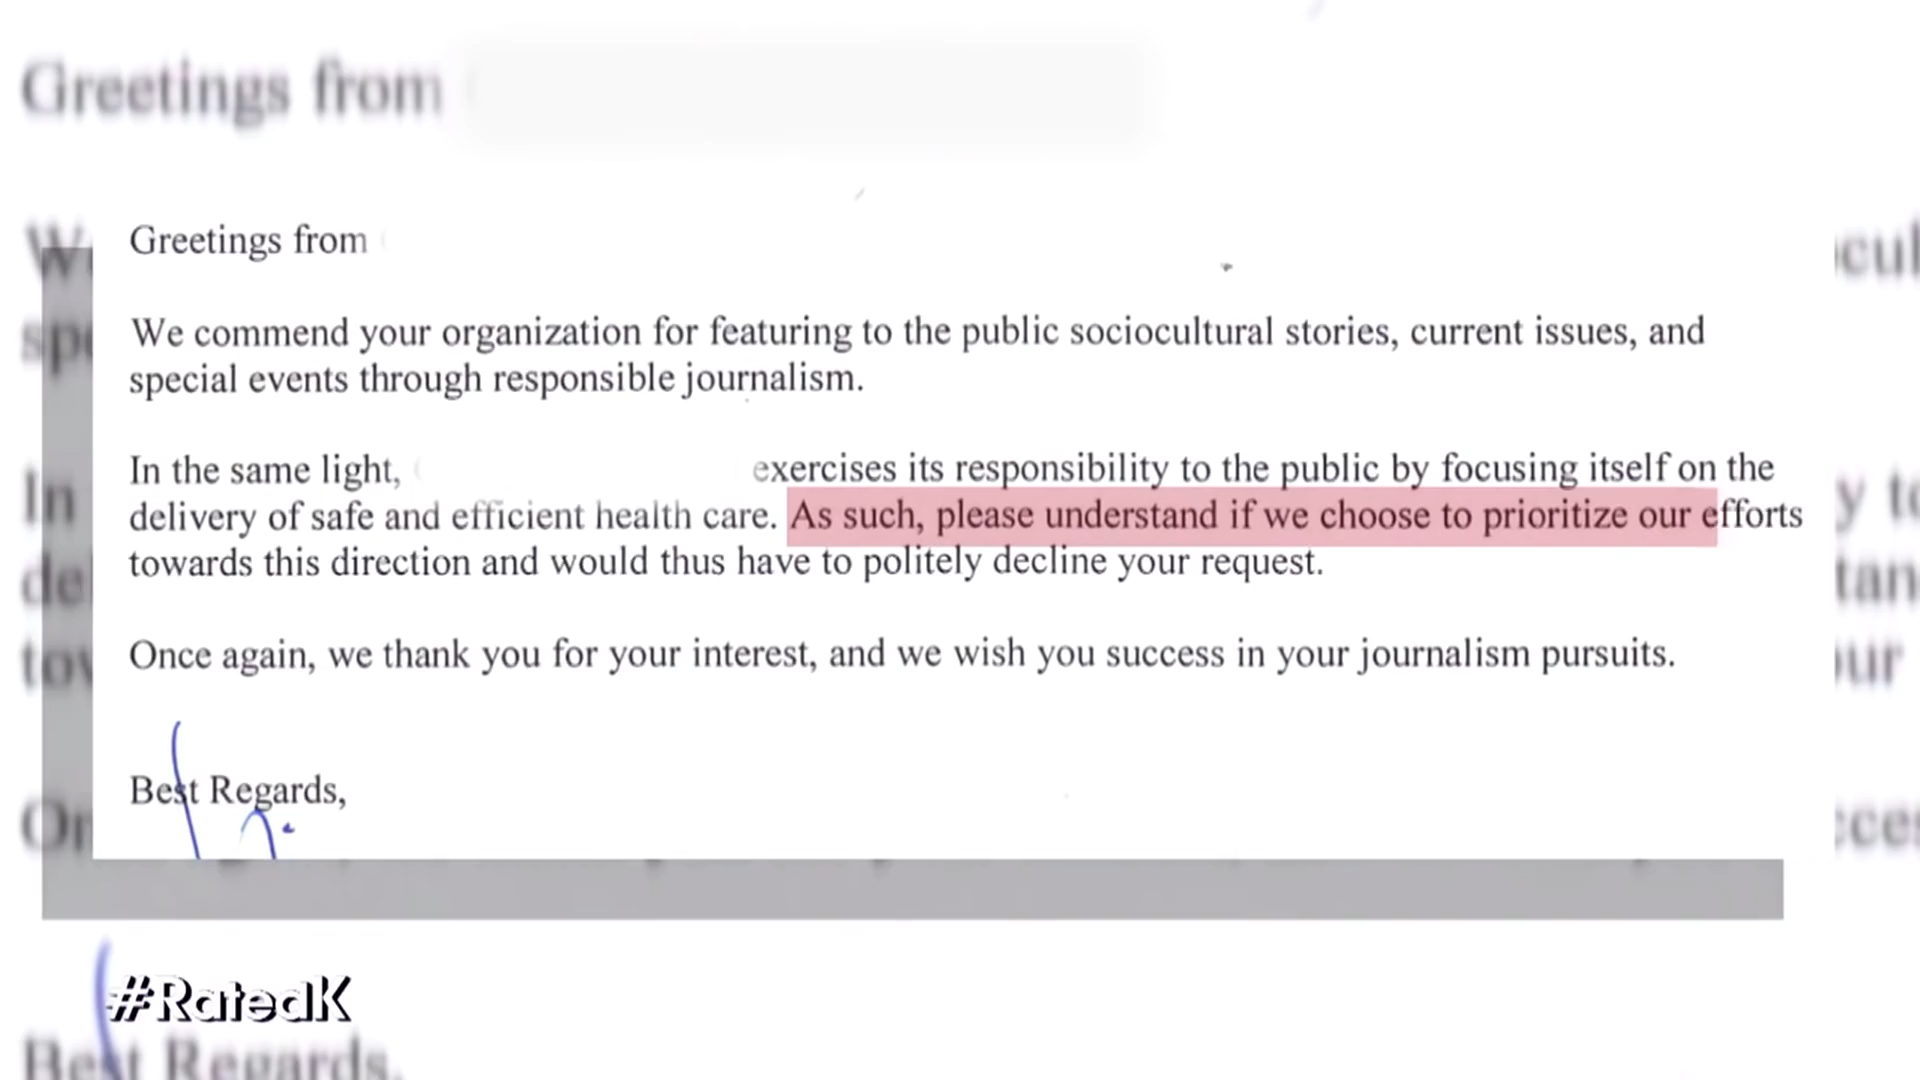 Greetings from
Greetings from
We commend your organization for featuring to the public sociocultural stories, current issues, and
special events through responsible journalism.
In the same light, exercises its responsibility to the public by focusing itself on the
delivery of safe and efficient health care. As such, please understand if we choose to prioritize our efforts
towards this direction and would thus have to politely decline your request.
Once again, we thank you for your interest, and we wish you success in your journalism pursuits.
Best Regards,
#RatedK
Best Regards,